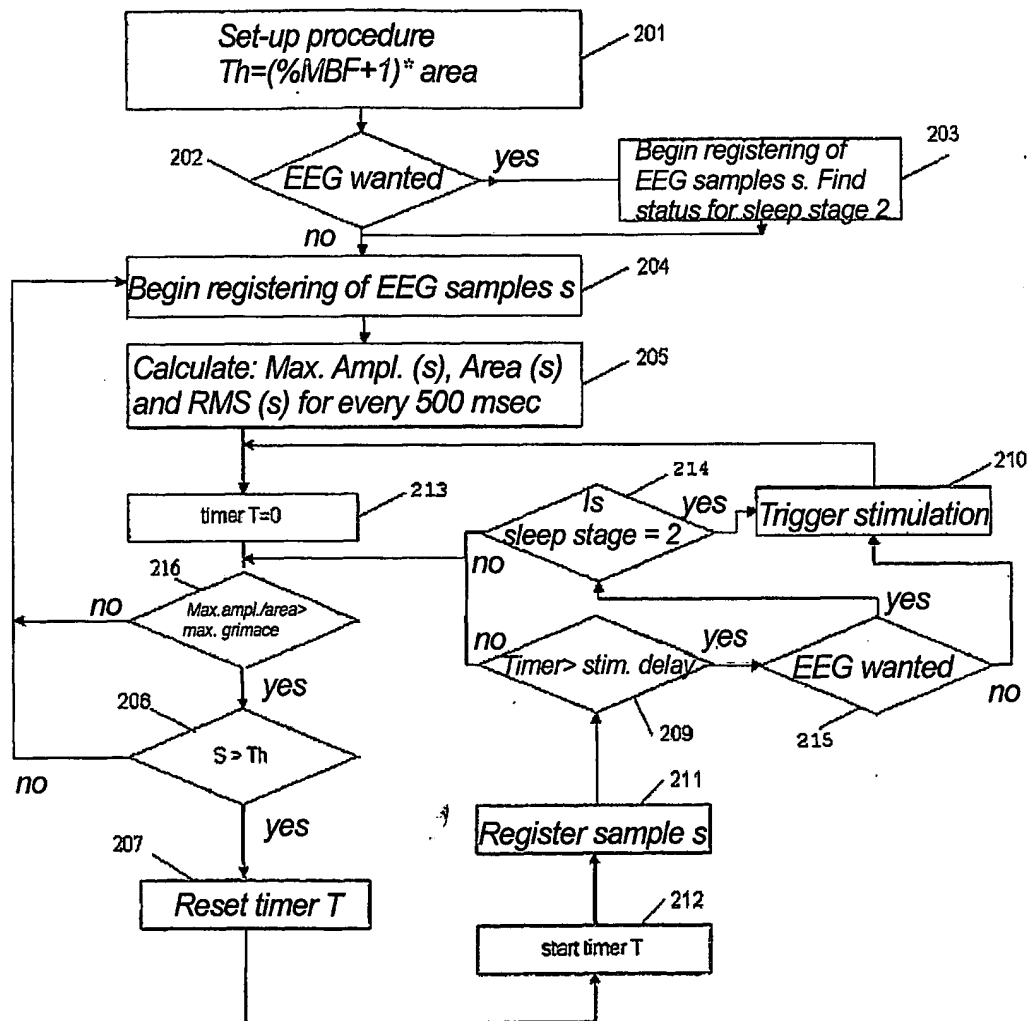 Set-up procedure
Th=(%MBF+1)* area
201
202
EEG wanted
yes
no
Begin registering of
EEG samples s. Find
status for sleep stage 2
203
Begin registering of EEG samples s
204
Calculate: Max. Ampl. (s), Area (s)
and RMS (s) for every 500 msec
205
timer T=0
213
214
Is
sleep stage = 2
yes
no
Trigger stimulation
210
216
Max.ampl./area>
max. grimace
no
yes
Timer> stim. delay
no
yes
209
EEG wanted
yes
no
215
208
S > Th
no
yes
207
Reset timer T
211
Register sample s
212
start timer T